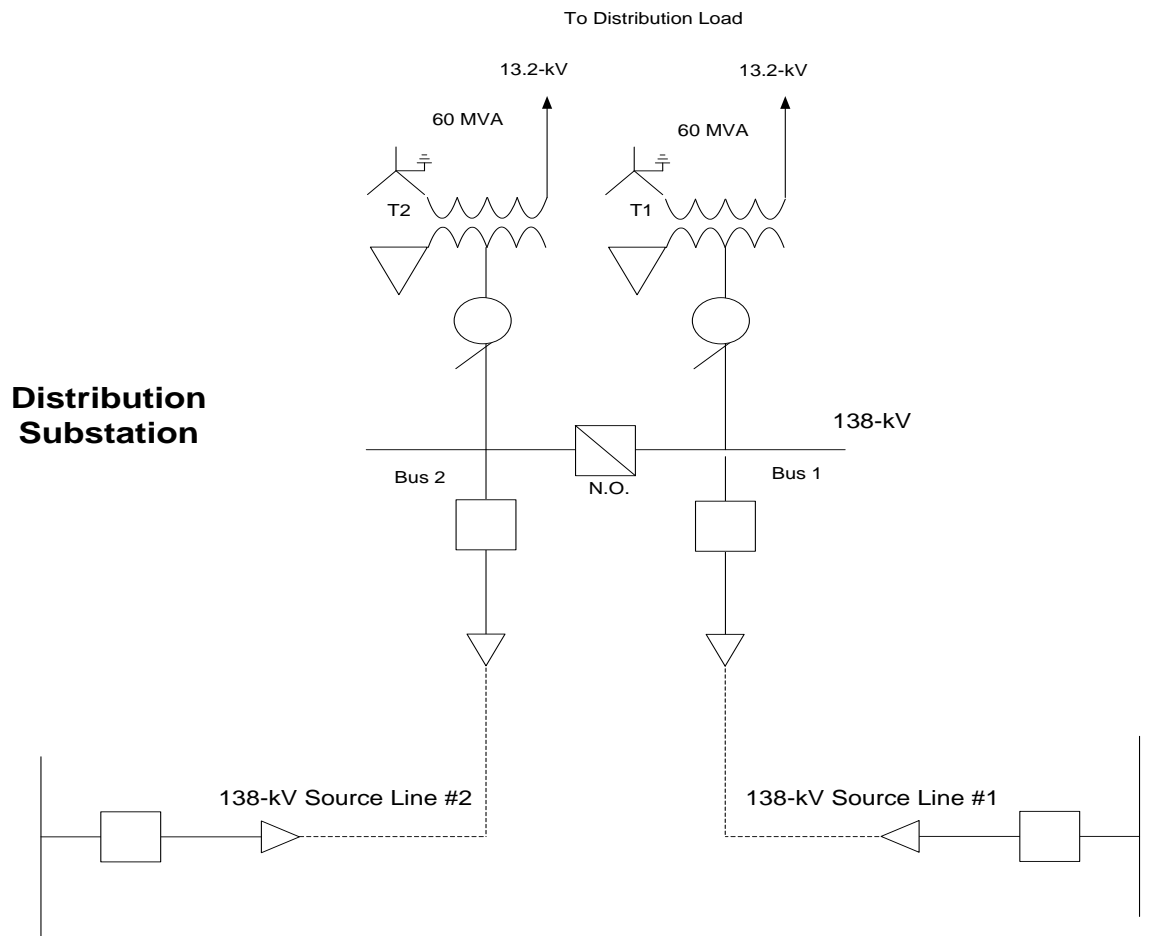 To Distribution Load
13.2-kV
13.2-kV
60 MVA
60 MVA
T2
T1
Distribution
Substation
138-kV
Bus 2
Bus 1
N.O.
138-kV Source Line #2
138-kV Source Line #1